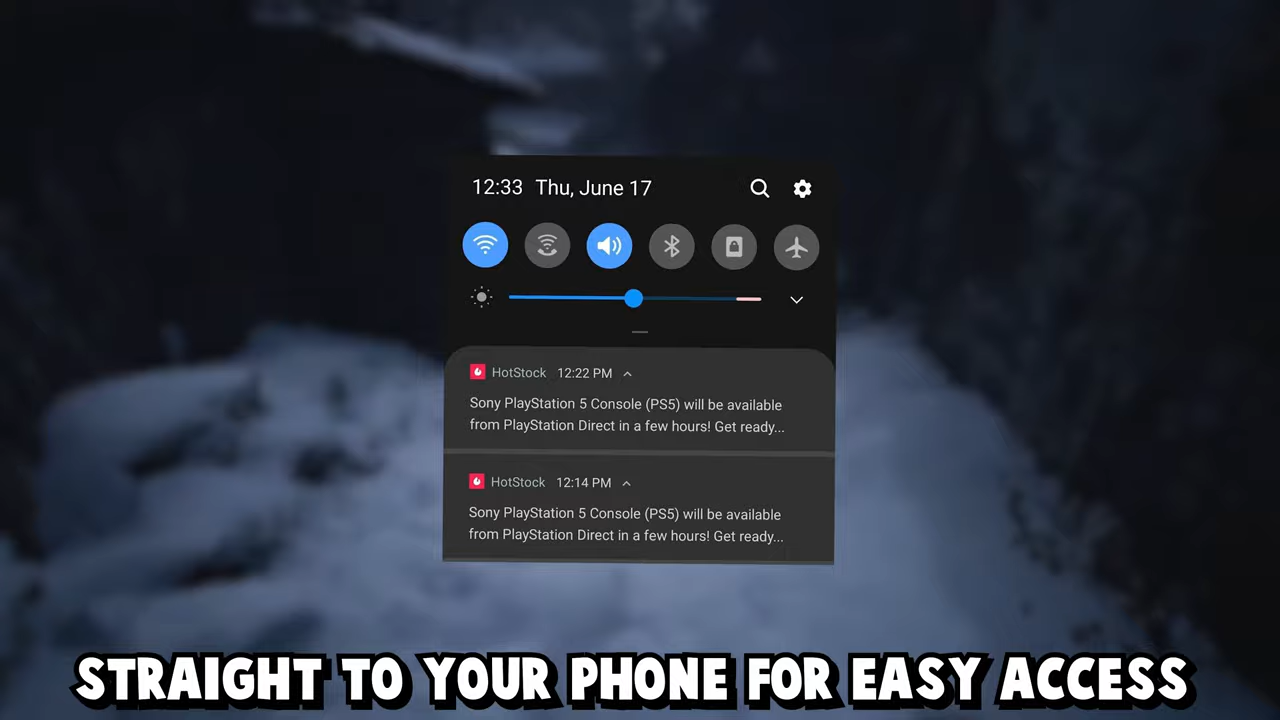 12:33 Thu, June 17
HotStock 12:22 PM
Sony PlayStation 5 Console (PS5) will be available
from PlayStation Direct in a few hours! Get ready...
HotStock 12:14 PM
Sony PlayStation 5 Console (PS5) will be available
from PlayStation Direct in a few hours! Get ready...
STRAIGHT TO YOUR PHONE FOR EASY ACCESS